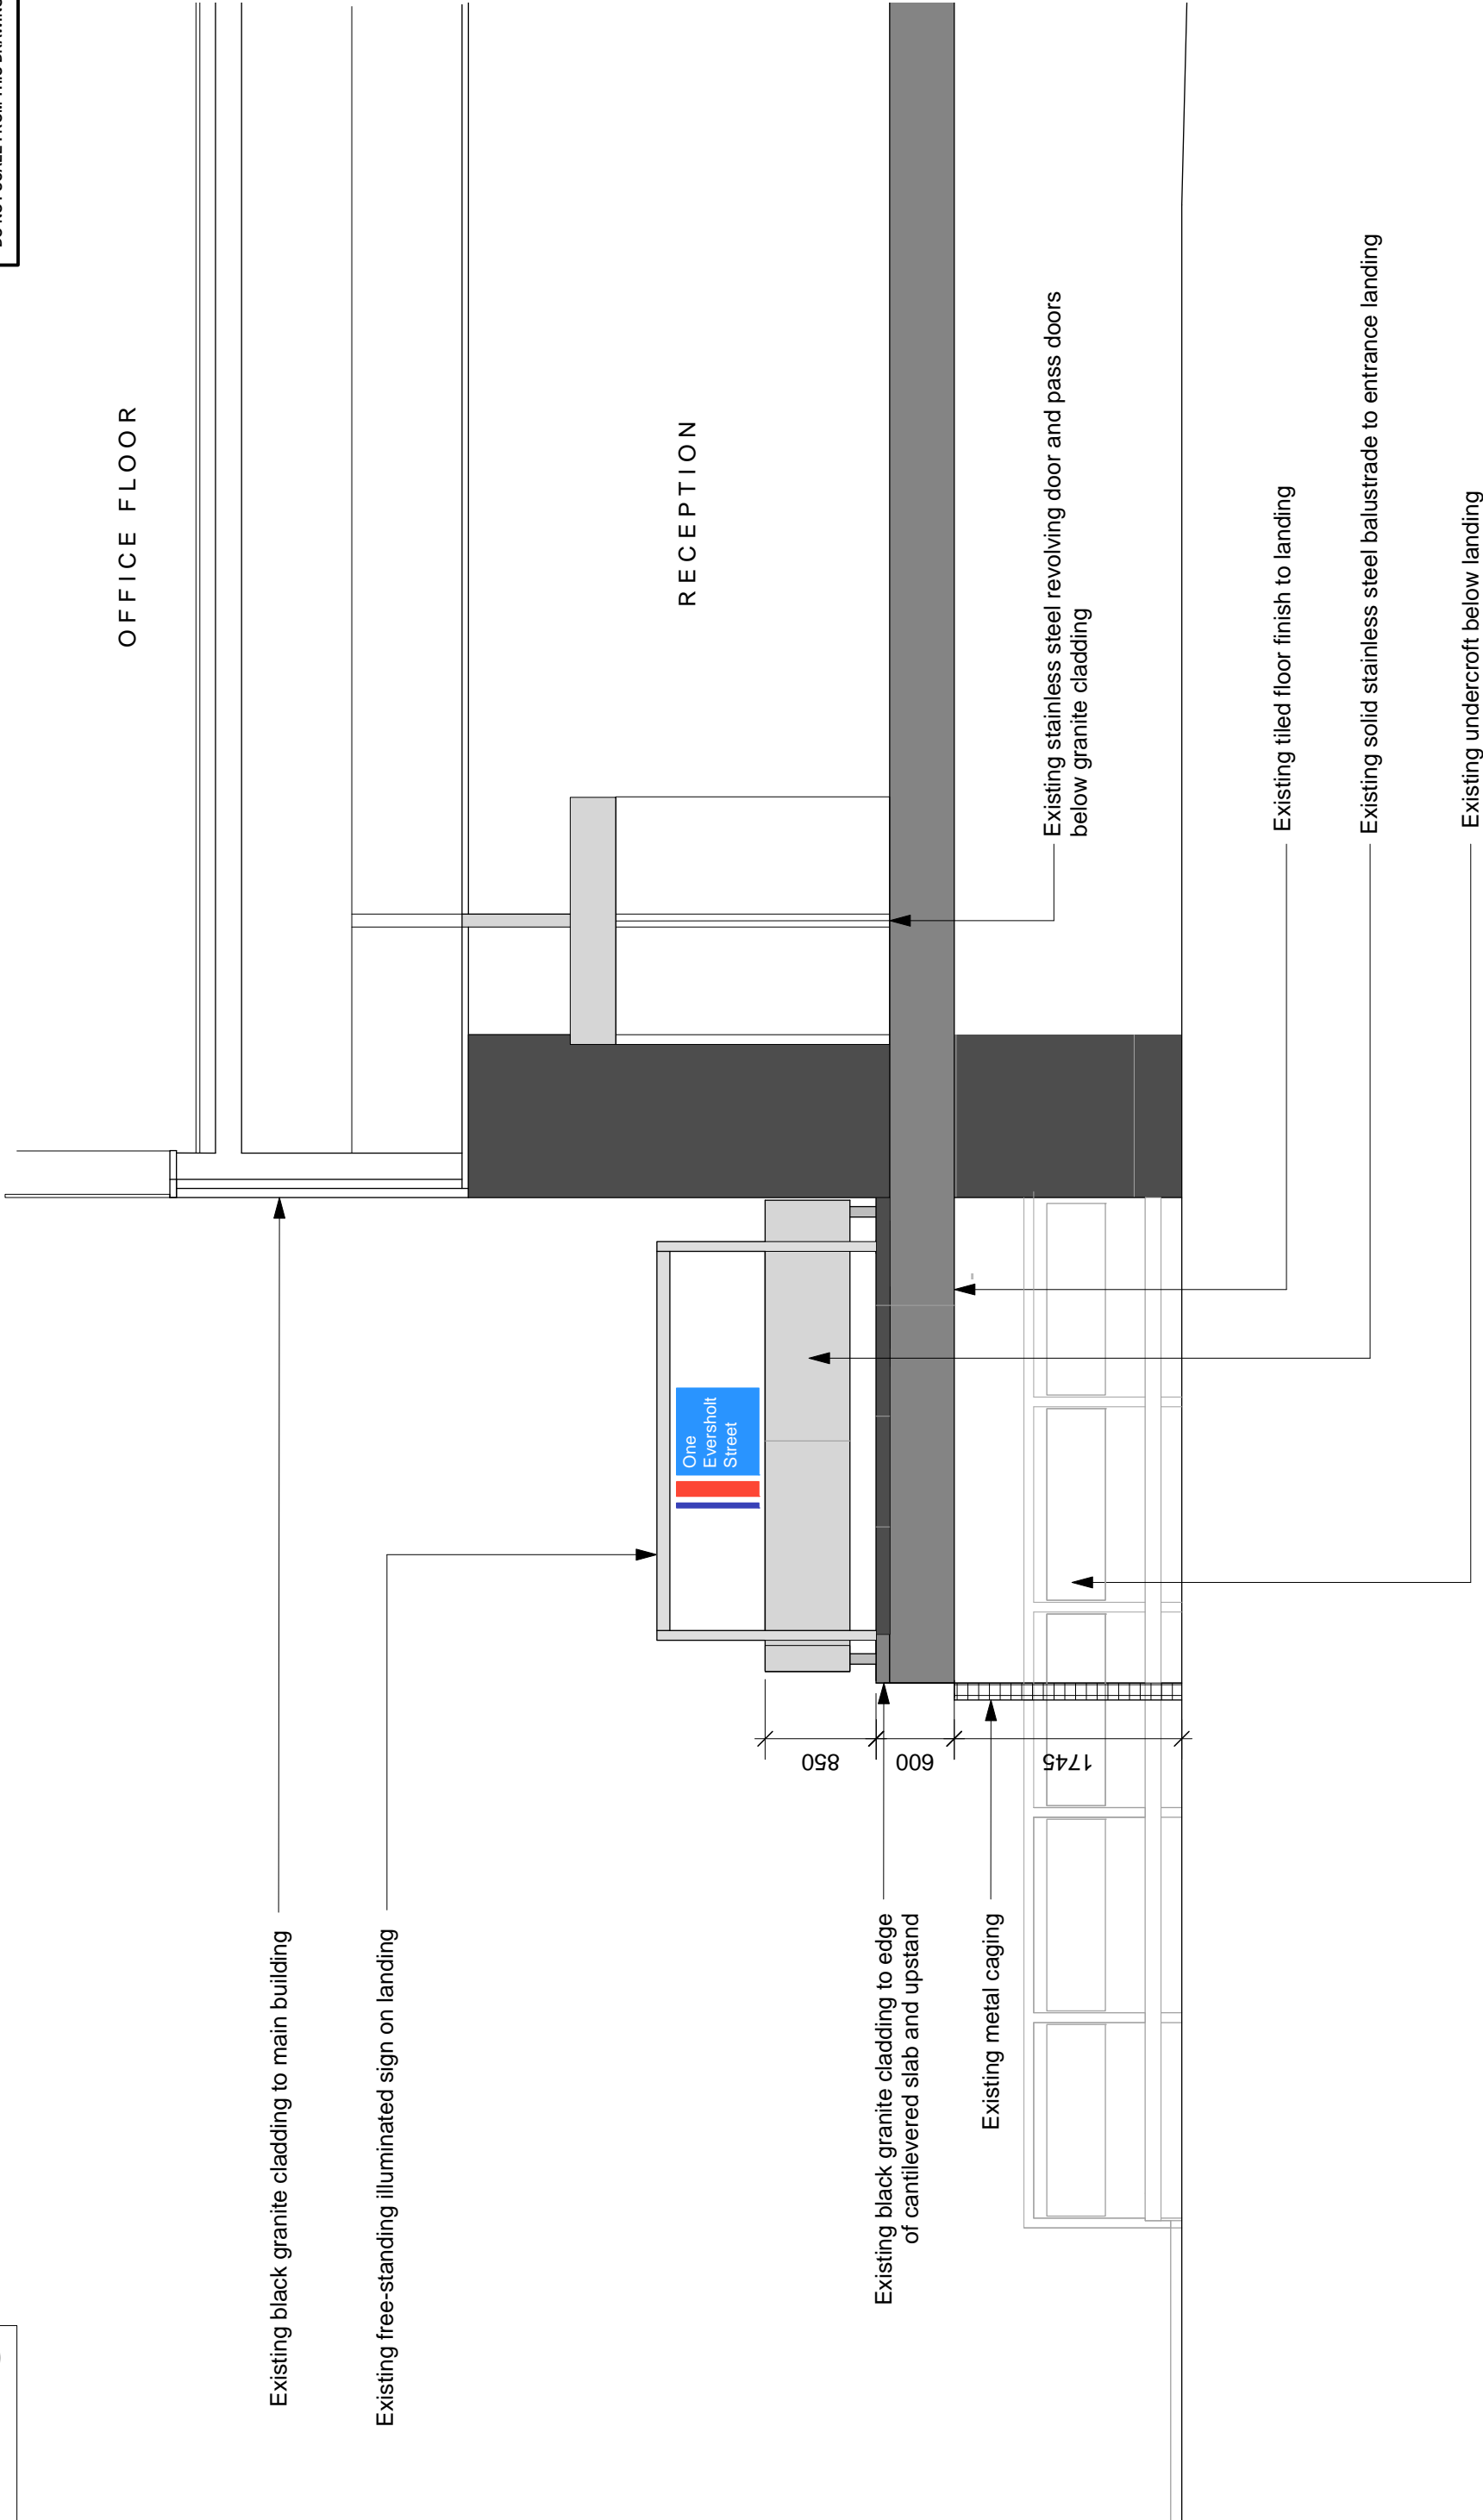 OFFICE FLOOR
RECEPTION
Existing black granite cladding to main building
Existing free-standing illuminated sign on landing
One
Eversholt
Street
850
600
1745
Existing black granite cladding to edge
of cantilevered slab and upstand
Existing metal caging
Existing stainless steel revolving door and pass doors
below granite cladding
Existing tiled floor finish to landing
Existing solid stainless steel balustrade to entrance landing
Existing undercroft below landing